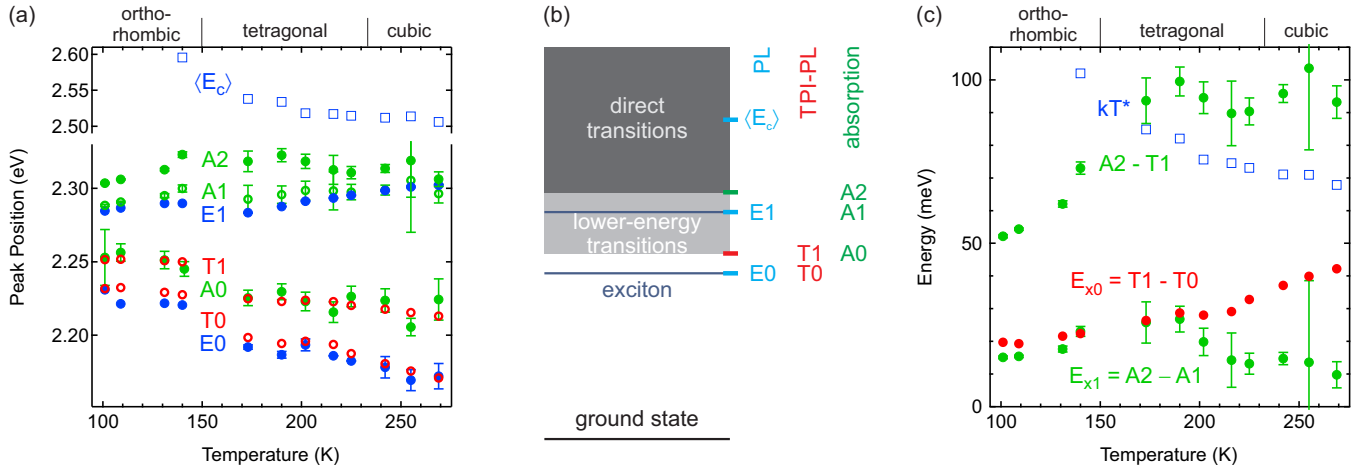 (a)
ortho-
rhombic
tetragonal
cubic
2.60
2.55
2.50
2.30
2.25
2.20
Peak Position (eV)
⟨E_c⟩
A2
A1
E1
T1
A0
T0
E0
100
150
200
250
Temperature (K)
(b)
PL
TPI-PL
absorption
direct
transitions
⟨E_c⟩
A2
E1
A1
lower-energy
transitions
T1
A0
E0
T0
exciton
ground state
(c)
ortho-
rhombic
tetragonal
cubic
100
50
0
Energy (meV)
kT*
A2 - T1
E_x0 = T1 - T0
E_x1 = A2 – A1
100
150
200
250
Temperature (K)